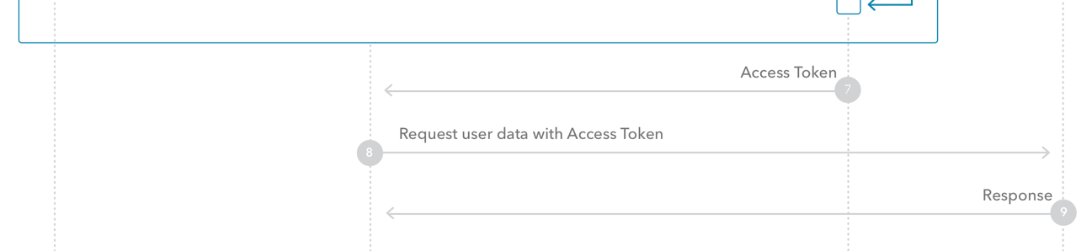 Access Token
7
Request user data with Access Token
8
Response
9